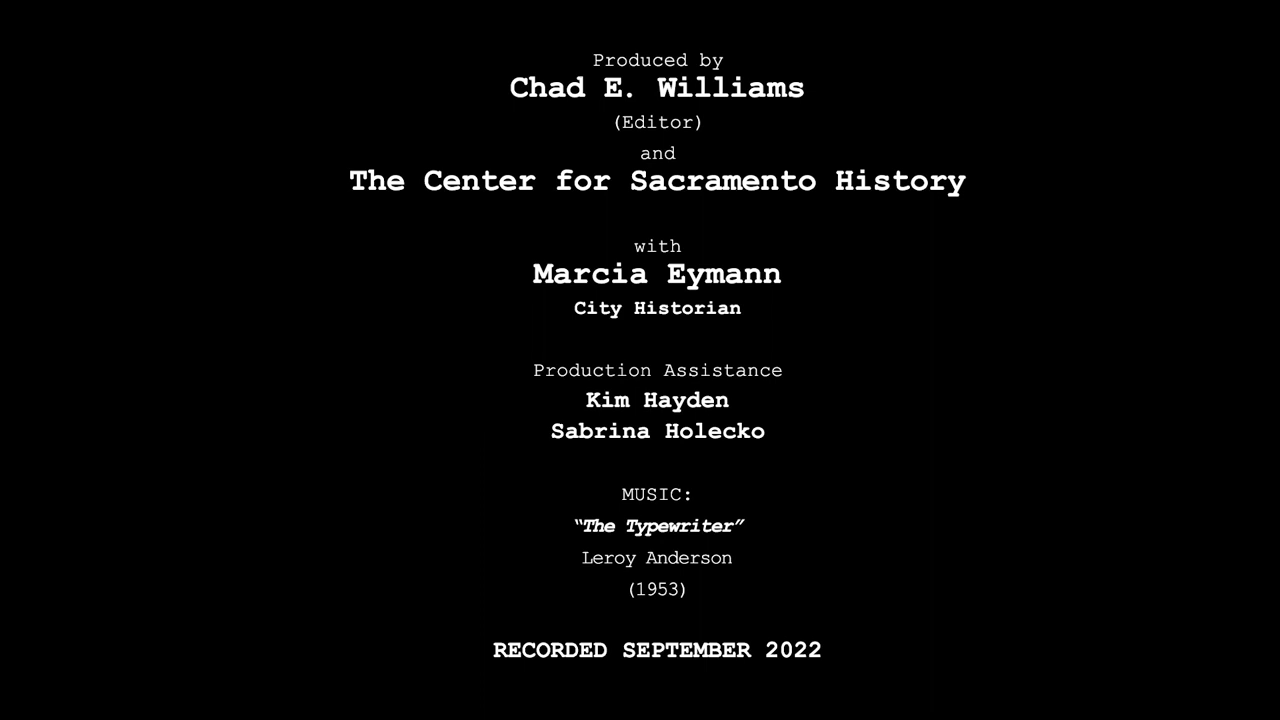 Produced by
Chad E. Williams
(Editor)
and
The Center for Sacramento History
with
Marcia Eymann
City Historian
Production Assistance
Kim Hayden
Sabrina Holecko
MUSIC:
“The Typewriter”
Leroy Anderson
(1953)
RECORDED SEPTEMBER 2022